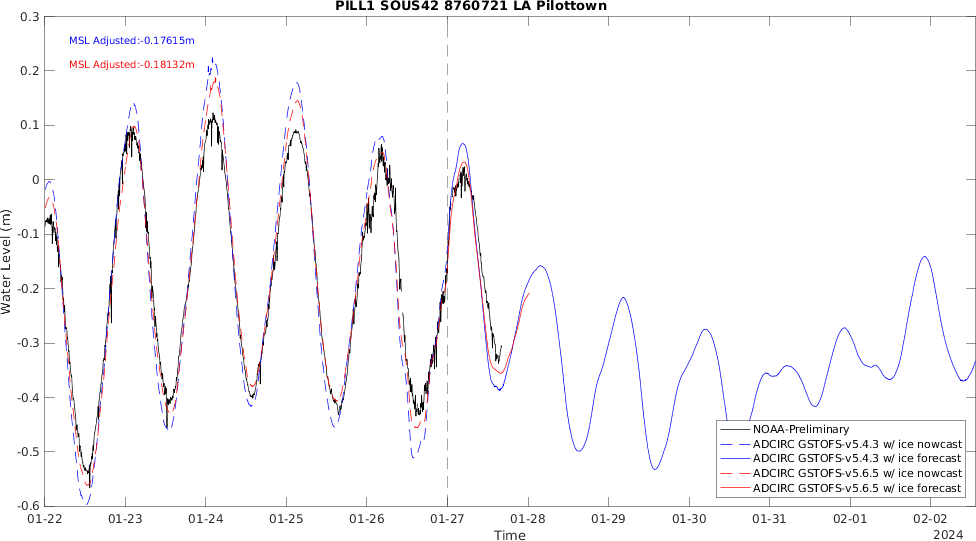 PILL1 SOUS42 8760721 LA Pilottown
MSL Adjusted:-0.17615m
MSL Adjusted:-0.18132m
0.3
0.2
0.1
0
-0.1
-0.2
-0.3
-0.4
-0.5
-0.6
Water Level (m)
NOAA-Preliminary
ADCIRC GSTOFS-v5.4.3 w/ ice nowcast
ADCIRC GSTOFS-v5.4.3 w/ ice forecast
ADCIRC GSTOFS-v5.6.5 w/ ice nowcast
ADCIRC GSTOFS-v5.6.5 w/ ice forecast
01-22 01-23 01-24 01-25 01-26 01-27 01-28 01-29 01-30 01-31 02-01 02-02
Time
2024